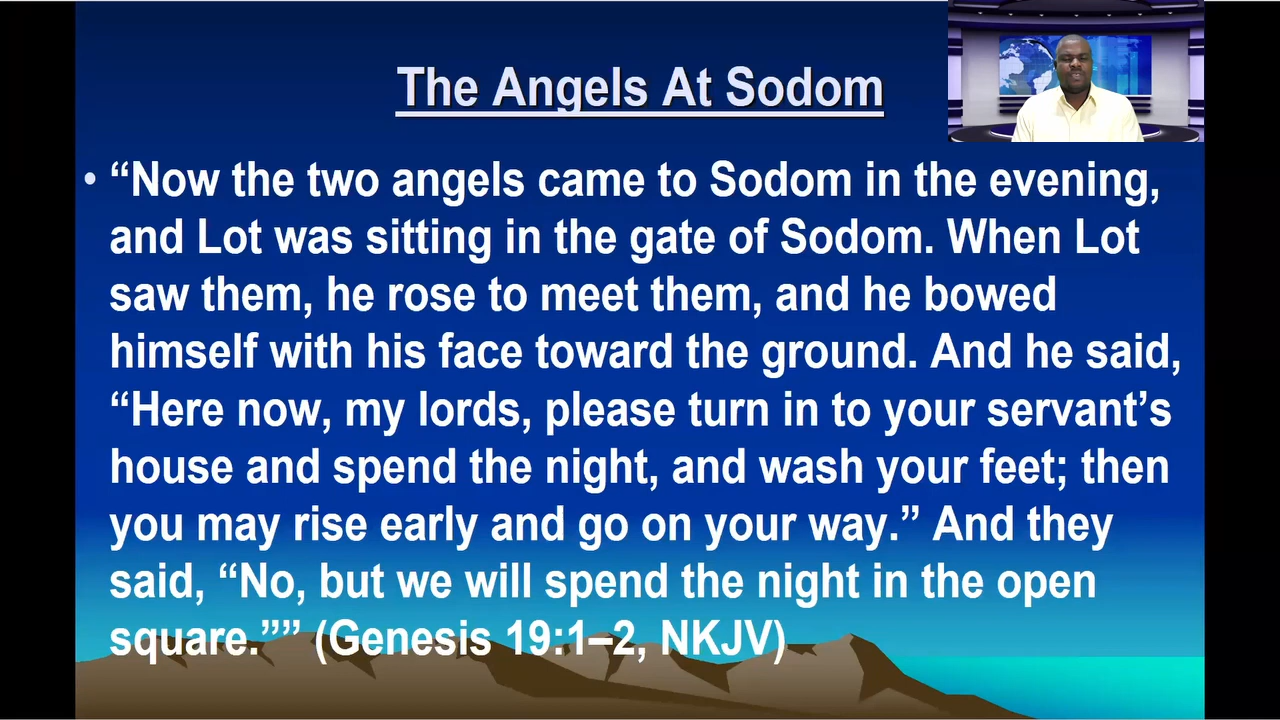 The Angels At Sodom
• “Now the two angels came to Sodom in the evening,
and Lot was sitting in the gate of Sodom. When Lot
saw them, he rose to meet them, and he bowed
himself with his face toward the ground. And he said,
“Here now, my lords, please turn in to your servant’s
house and spend the night, and wash your feet; then
you may rise early and go on your way.” And they
said, “No, but we will spend the night in the open
square.”” (Genesis 19:1–2, NKJV)